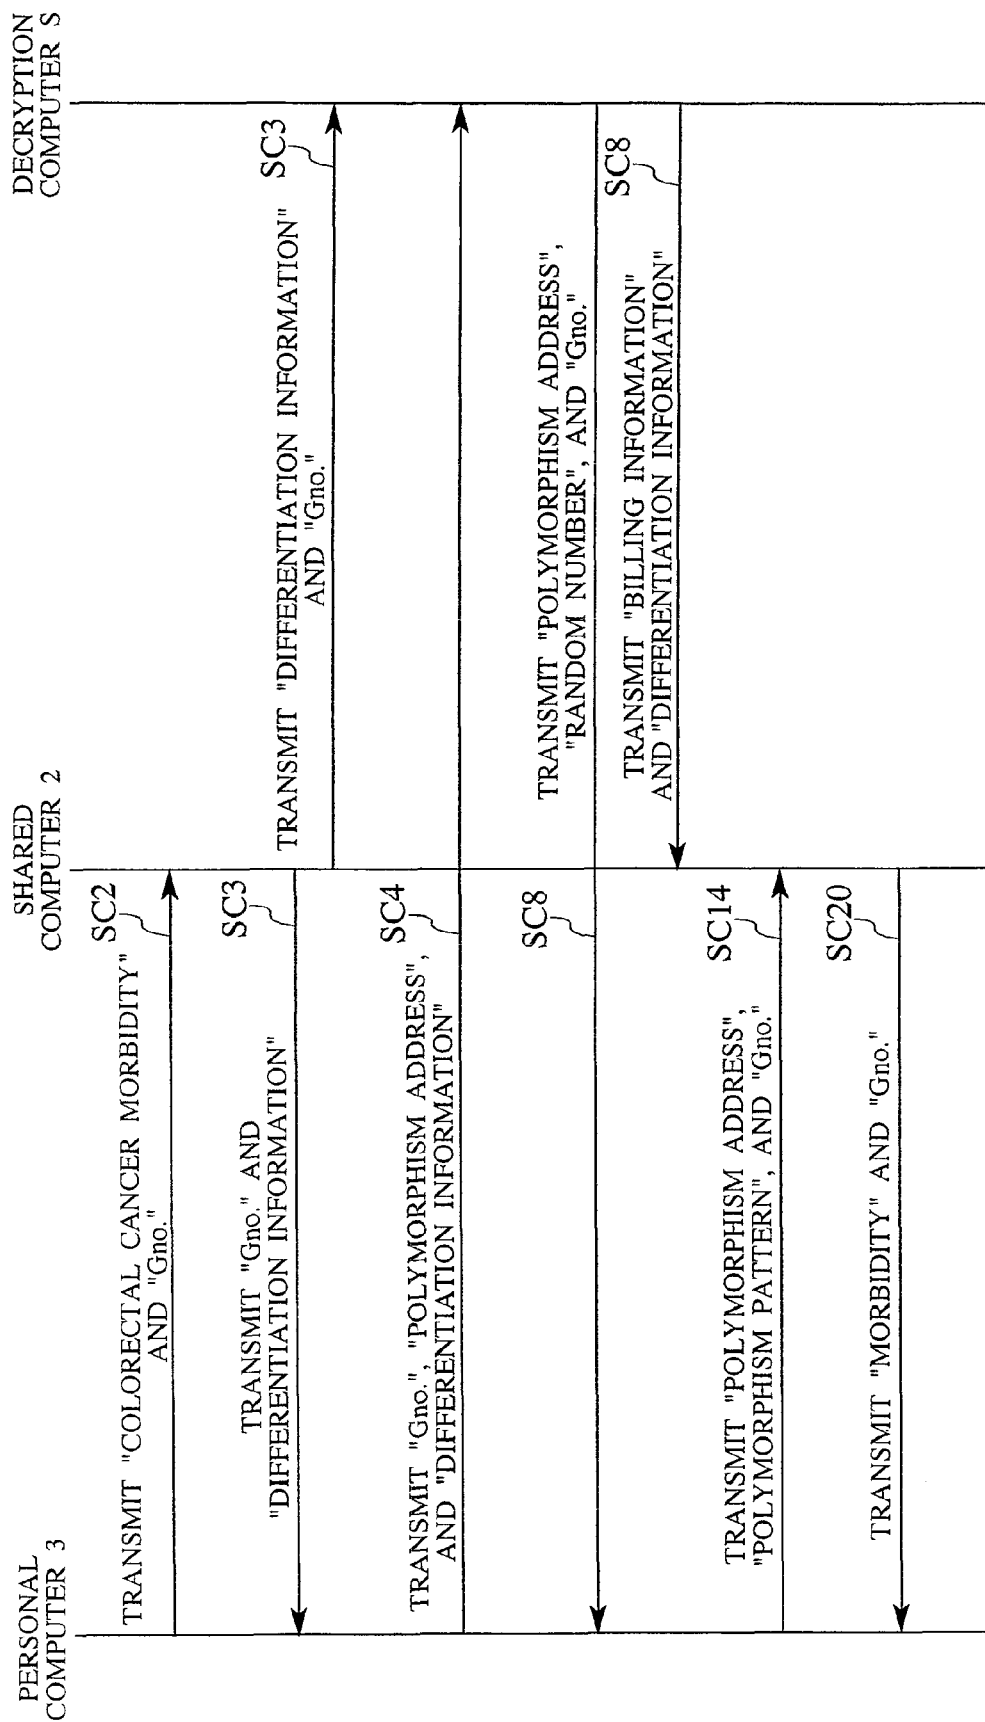 PERSONAL
COMPUTER 3
SHARED
COMPUTER 2
DECRYPTION
COMPUTER S
TRANSMIT "COLORECTAL CANCER MORBIDITY"
AND "Gno."
SC2
TRANSMIT "Gno." AND
"DIFFERENTIATION INFORMATION"
SC3
TRANSMIT "DIFFERENTIATION INFORMATION"
AND "Gno."
SC3
TRANSMIT "Gno.", "POLYMORPHISM ADDRESS",
AND "DIFFERENTIATION INFORMATION"
SC4
SC8
TRANSMIT "POLYMORPHISM ADDRESS",
"RANDOM NUMBER", AND "Gno."
TRANSMIT "BILLING INFORMATION"
AND "DIFFERENTIATION INFORMATION"
SC8
TRANSMIT "POLYMORPHISM ADDRESS",
"POLYMORPHISM PATTERN", AND "Gno."
SC14
TRANSMIT "MORBIDITY" AND "Gno."
SC20